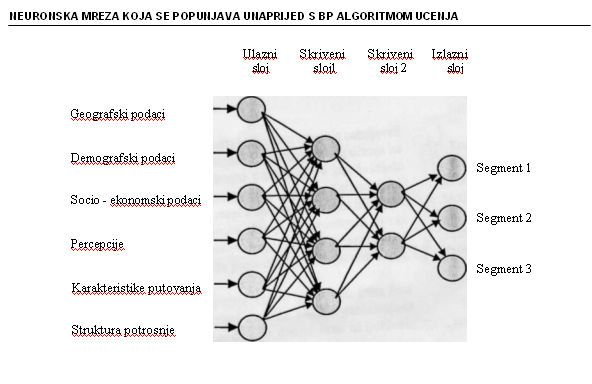 NEURONSKA MREZA KOJA SE POPUNJAVA UNAPRIJED S BP ALGORITMOM UCENJA
Ulazni sloj
Skriveni sloil
Skriveni sloj 2
Izlazni sloj
Geografski podaci
Demografski podaci
Socio - ekonomski podaci
Percepcije
Karakteristike putovanja
Struktura potrosnje
Segment 1
Segment 2
Segment 3